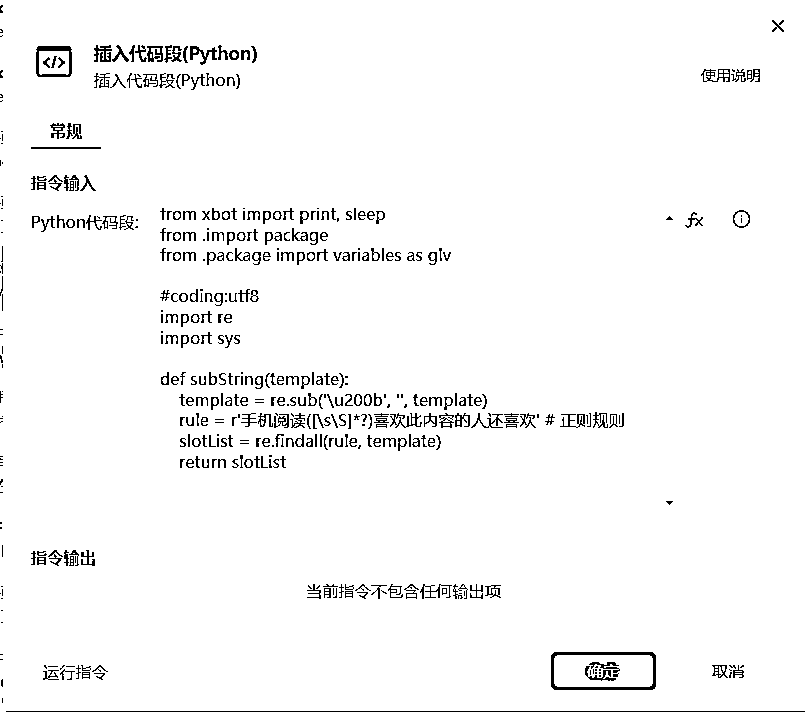 插入代码段(Python)
插入代码段(Python)
使用说明
常规
指令输入
Python代码段:
from xbot import print, sleep
from .import package
from .package import variables as glv
#coding:utf8
import re
import sys
def subString(template):
template = re.sub('\u200b', '', template)
rule = r'手机阅读([\s\S]*?)喜欢此内容的人还喜欢' # 正则规则
slotList = re.findall(rule, template)
return slotList
fx
指令输出
当前指令不包含任何输出项
运行指令
确定
取消